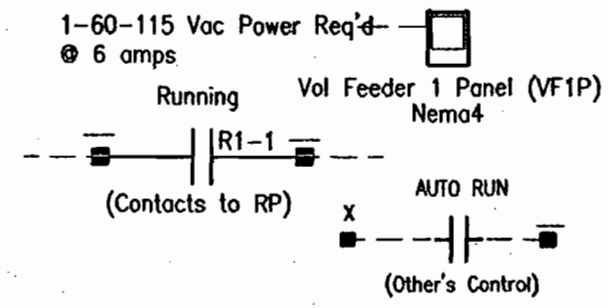 1-60-115 Vac Power Req'd
@ 6 amps
Vol Feeder 1 Panel (VF1P)
Nema4
Running
R1-1
(Contacts to RP)
AUTO RUN
X
(Other's Control)